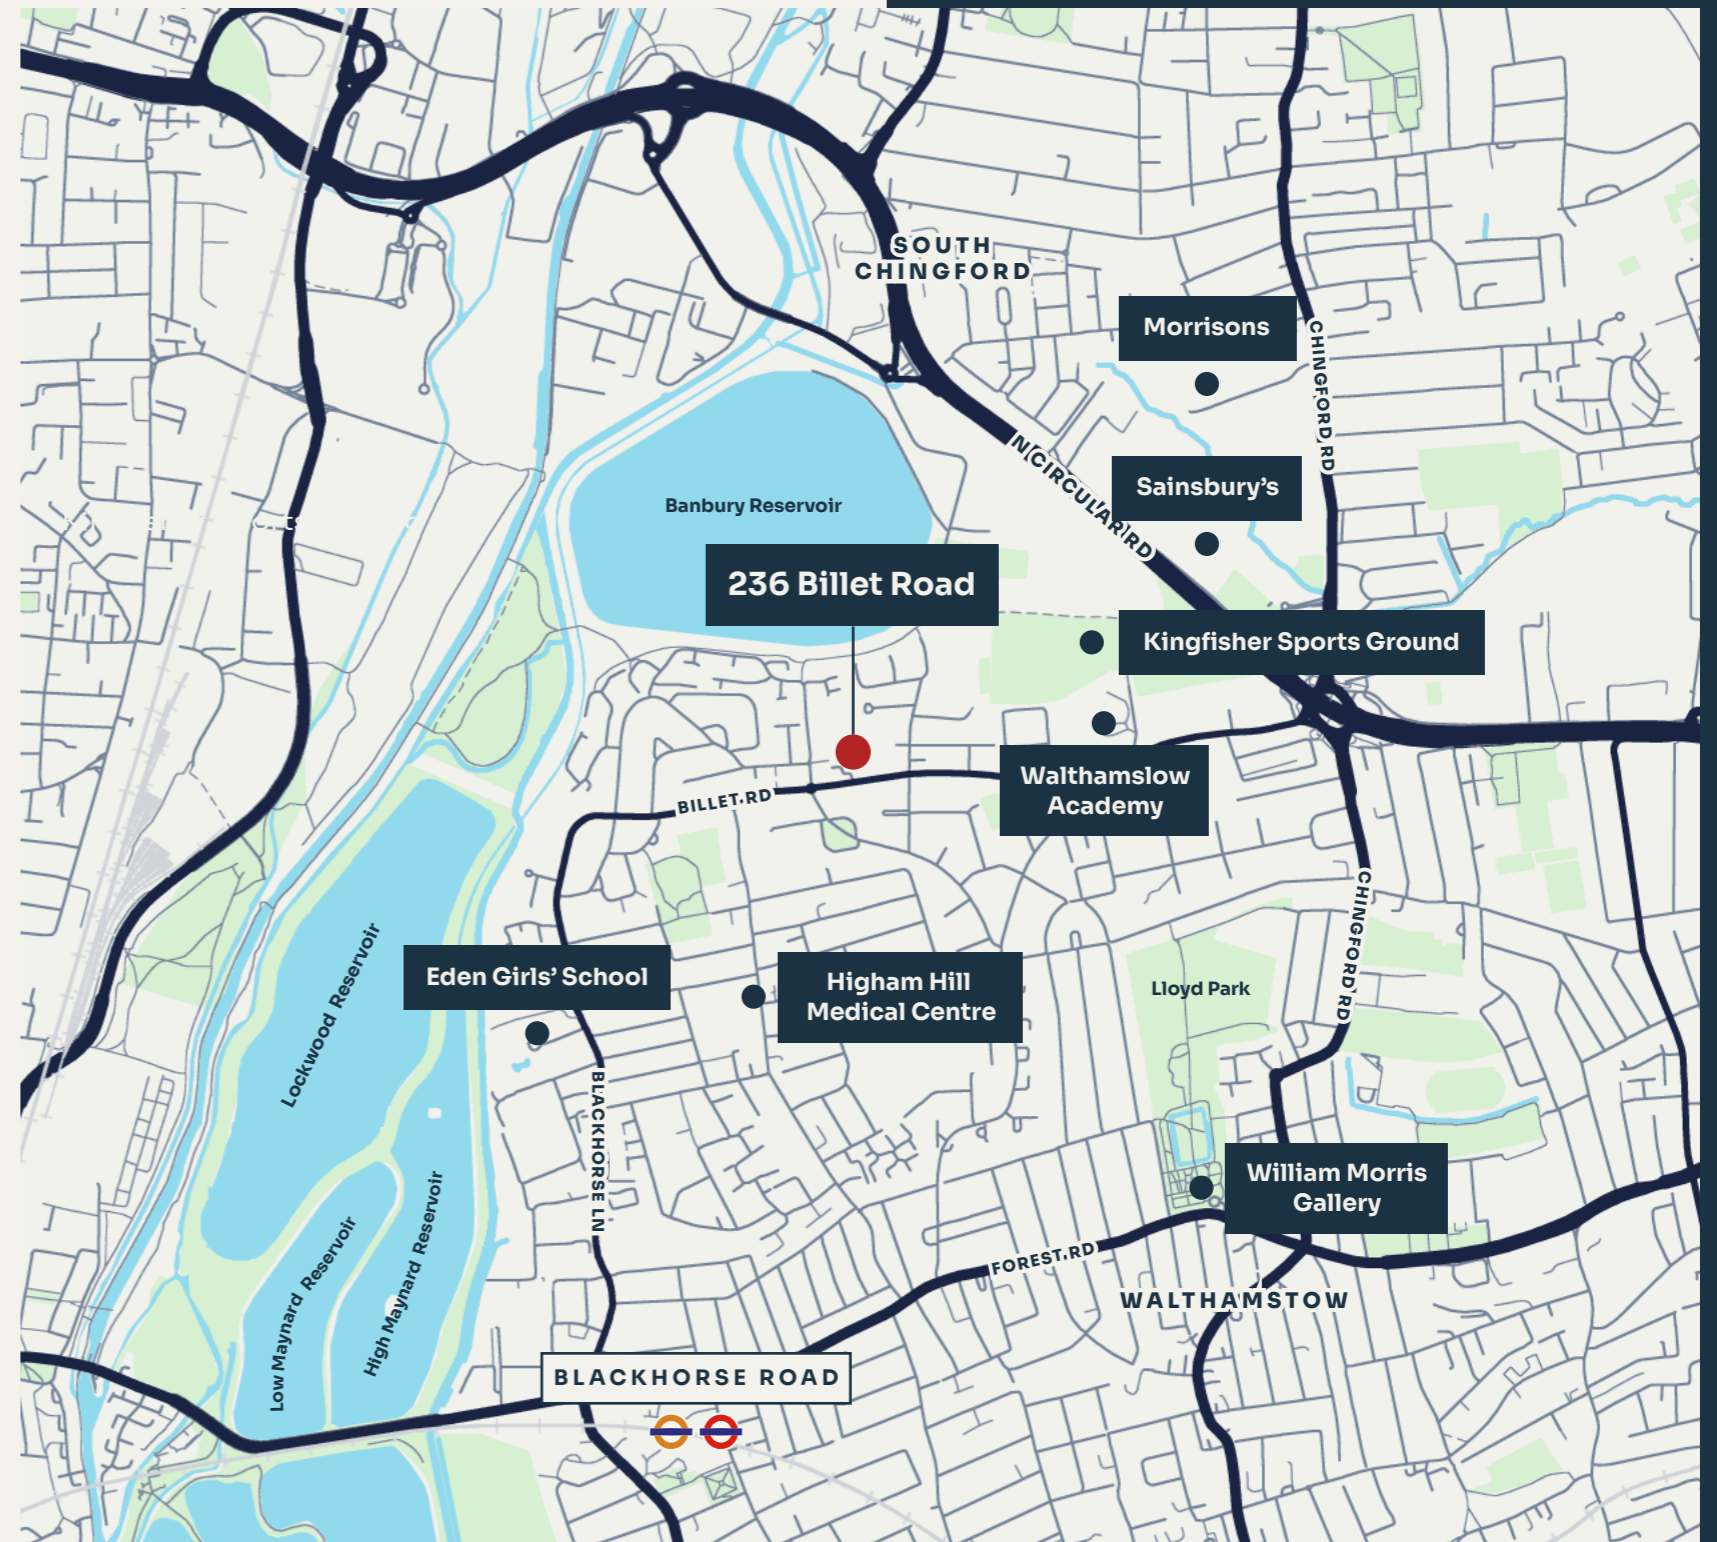 SOUTH
CHINGFORD
Morrisons
CHINGFORD RD
N CIRCULAR RD
Sainsbury’s
Banbury Reservoir
236 Billet Road
Kingfisher Sports Ground
Walthamslow
Academy
BILLET RD
CHINGFORD RD
Lockwood Reservoir
Eden Girls’ School
Higham Hill
Medical Centre
Lloyd Park
BLACKHORSE LN
William Morris
Gallery
Low Maynard Reservoir
High Maynard Reservoir
FOREST RD
WALTHAMSTOW
BLACKHORSE ROAD